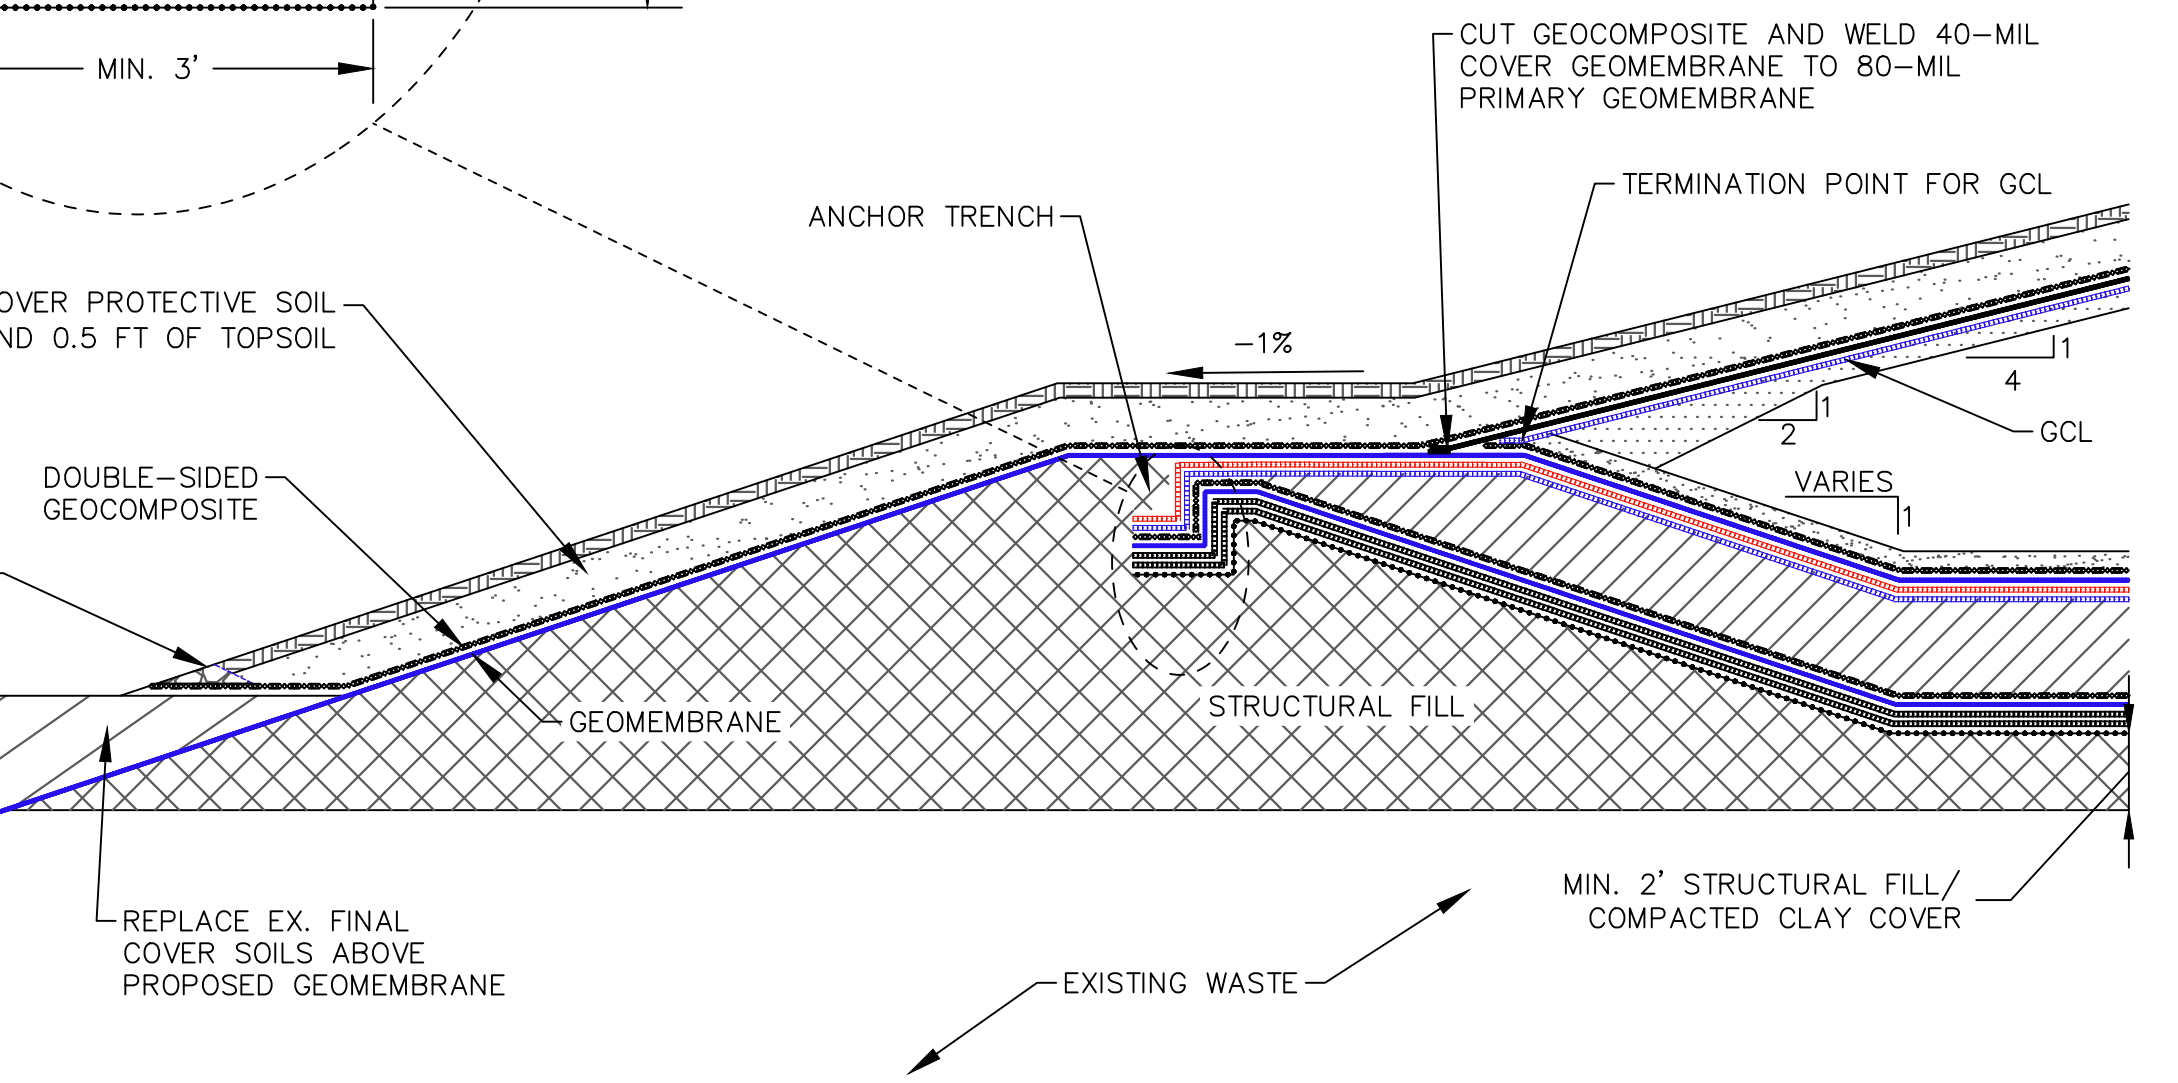 MIN. 3'
CUT GEOCOMPOSITE AND WELD 40-MIL
COVER GEOMEMBRANE TO 80-MIL
PRIMARY GEOMEMBRANE
TERMINATION POINT FOR GCL
ANCHOR TRENCH
OVER PROTECTIVE SOIL
ND 0.5 FT OF TOPSOIL
-1%
1
4
1
2
GCL
DOUBLE-SIDED
GEOCOMPOSITE
VARIES
1
STRUCTURAL FILL
GEOMEMBRANE
MIN. 2' STRUCTURAL FILL/
COMPACTED CLAY COVER
REPLACE EX. FINAL
COVER SOILS ABOVE
PROPOSED GEOMEMBRANE
EXISTING WASTE